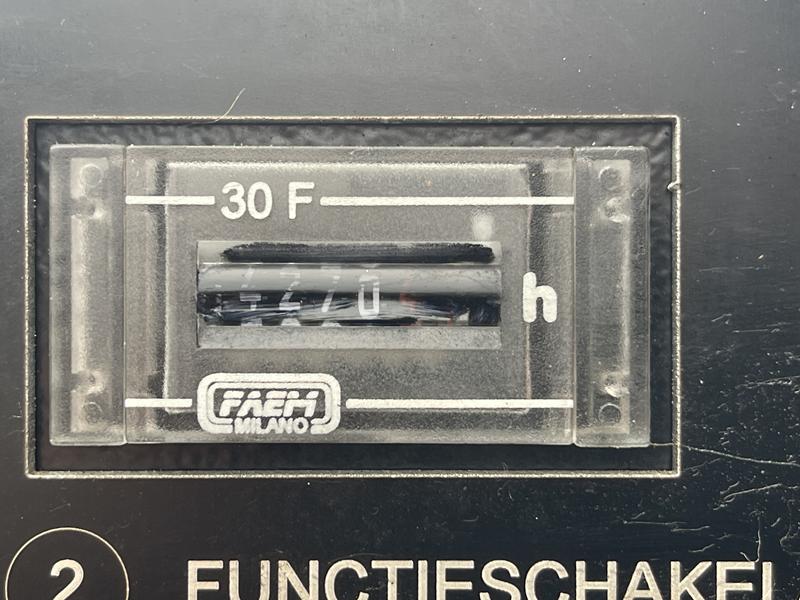 30 F
h
FAEM
MILANO
2 FUNCTIESCHAKEL